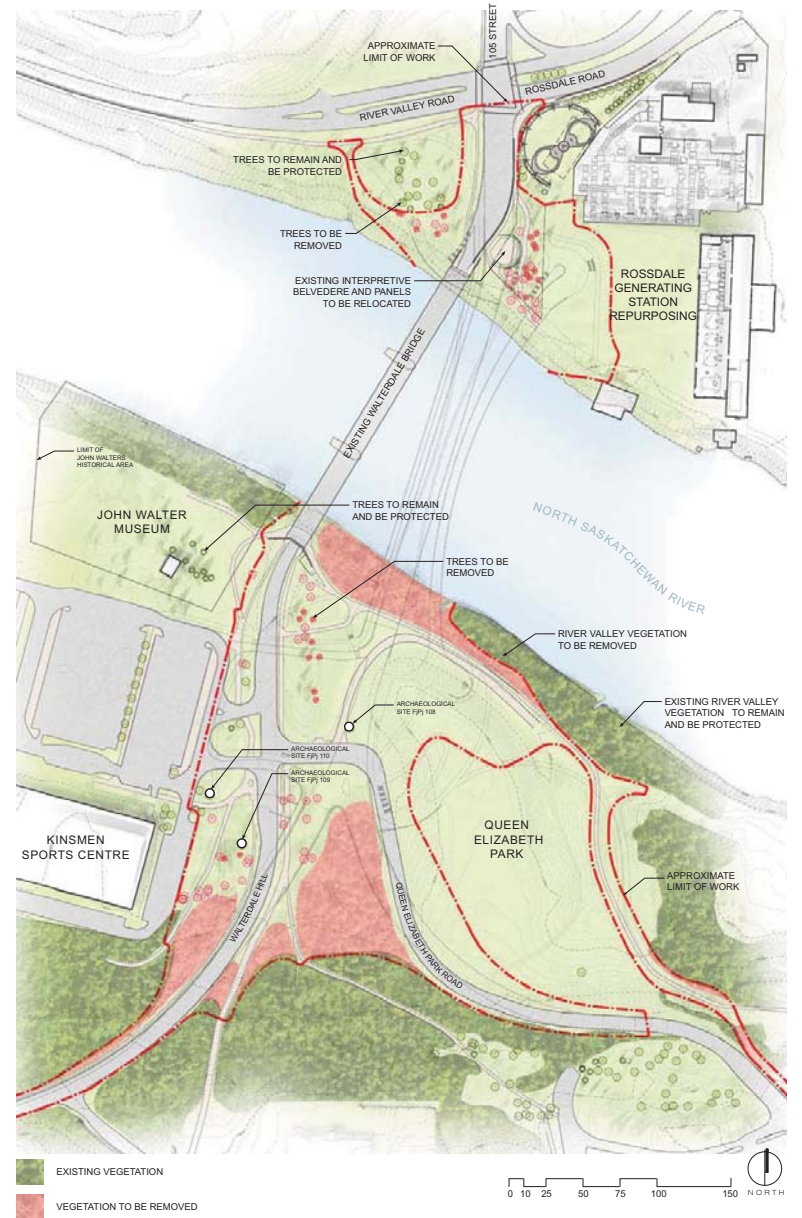 105 STREET
APPROXIMATE
LIMIT OF WORK
ROSSDALE ROAD
RIVER VALLEY ROAD
TREES TO REMAIN AND
BE PROTECTED
TREES TO BE
REMOVED
EXISTING INTERPRETIVE
BELVEDERE AND PANELS
TO BE RELOCATED
ROSSDALE
GENERATING
STATION
REPURPOSING
EXISTING WALTERDALE BRIDGE
LIMIT OF
JOHN WALTERS
HISTORICAL AREA
JOHN WALTER
MUSEUM
TREES TO REMAIN
AND BE PROTECTED
NORTH SASKATCHEWAN RIVER
TREES TO BE
REMOVED
RIVER VALLEY VEGETATION
TO BE REMOVED
EXISTING RIVER VALLEY
VEGETATION TO REMAIN
AND BE PROTECTED
ARCHAEOLOGICAL
SITE FjPj 108
ARCHAEOLOGICAL
SITE FjPj 110
ARCHAEOLOGICAL
SITE FjPj 109
KINSMEN
SPORTS CENTRE
QUEEN
ELIZABETH
PARK
APPROXIMATE
LIMIT OF WORK
WALTERDALE HILL
QUEEN ELIZABETH PARK ROAD
EXISTING VEGETATION
VEGETATION TO BE REMOVED
0 10 25 50 75 100 150
NORTH